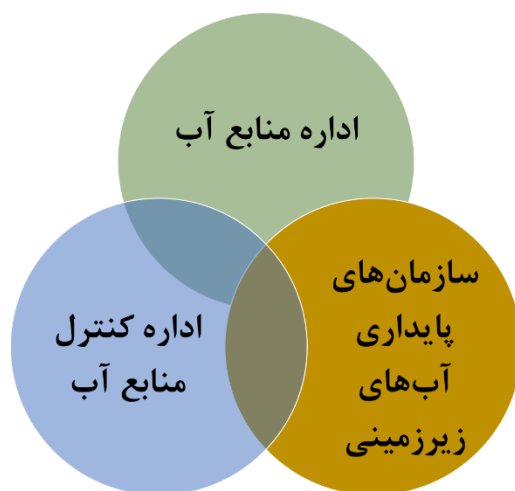 اداره منابع آب
سازمان‌های
پایداری
آب‌های
زیرزمینی
اداره کنترل
منابع آب